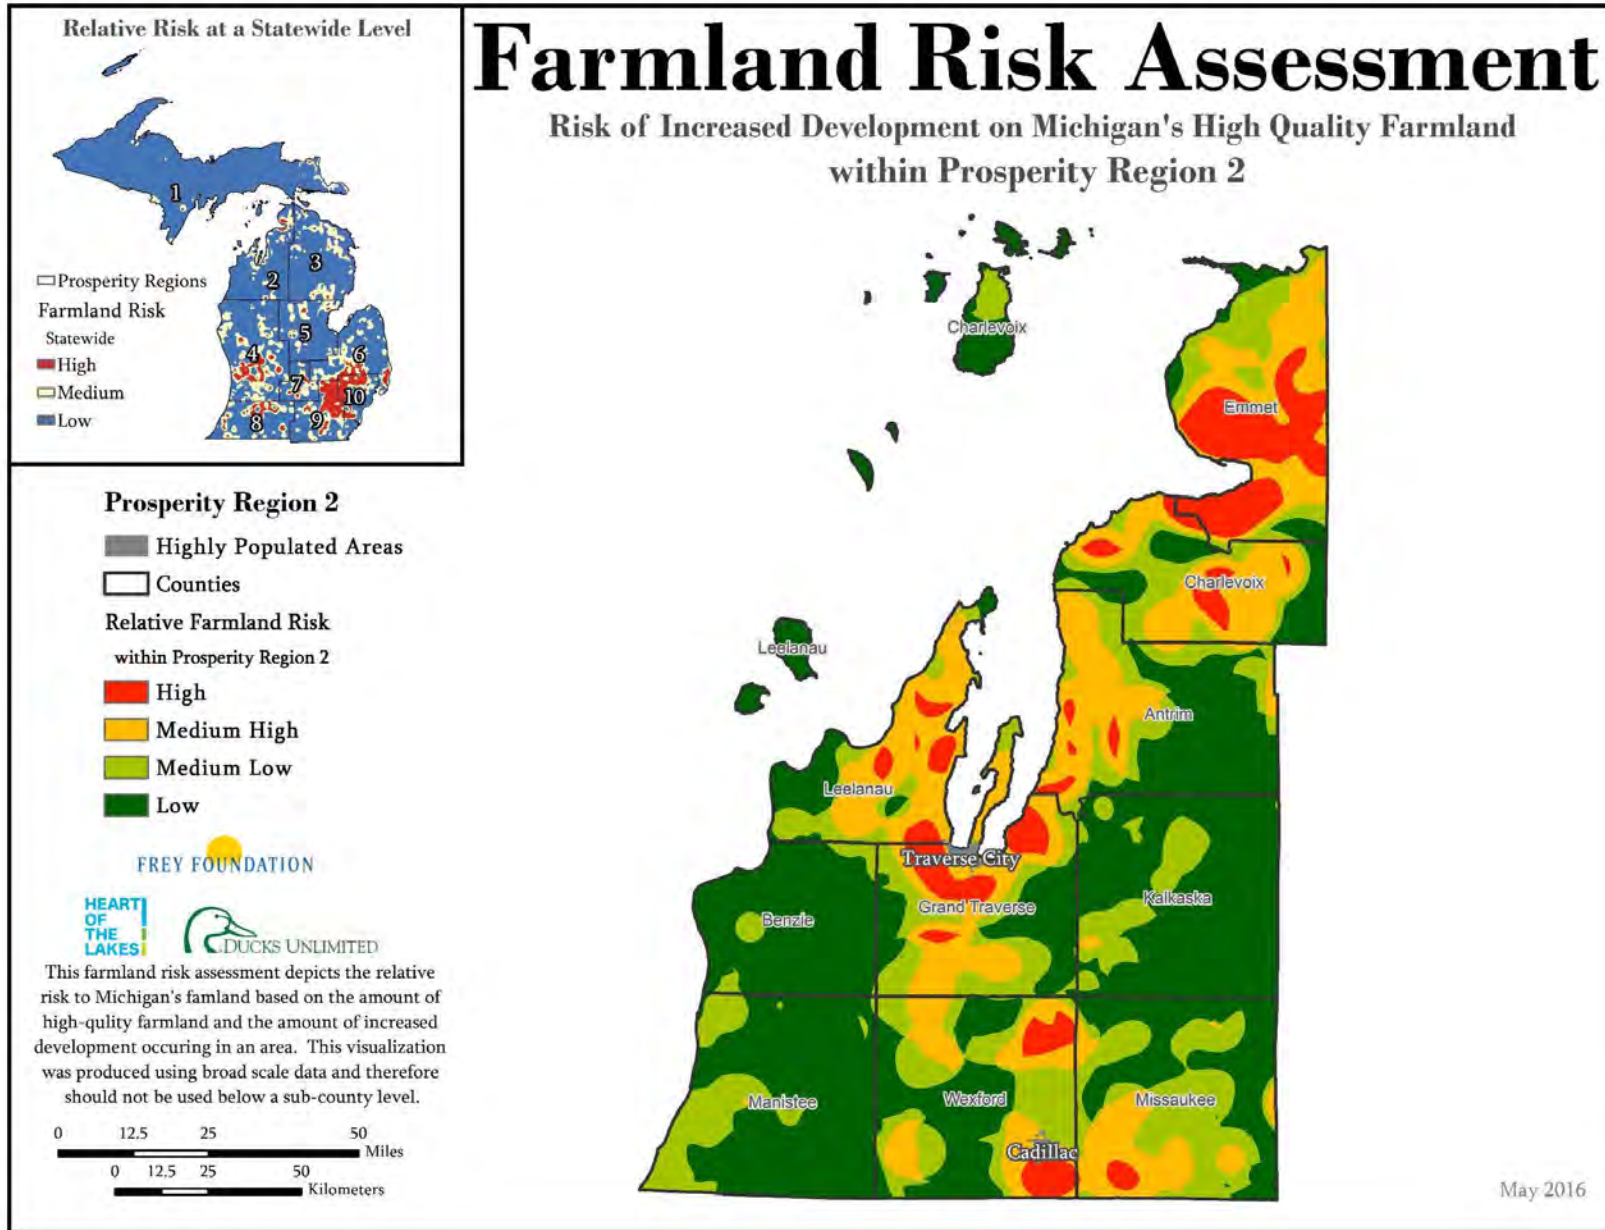 Relative Risk at a Statewide Level
1
2
3
4
5
6
7
8
9
10
Prosperity Regions
Farmland Risk
Statewide
High
Medium
Low
Farmland Risk Assessment
Risk of Increased Development on Michigan's High Quality Farmland
within Prosperity Region 2
Prosperity Region 2
Highly Populated Areas
Counties
Relative Farmland Risk
within Prosperity Region 2
High
Medium High
Medium Low
Low
FREY FOUNDATION
HEART
OF
THE
LAKES
DUCKS UNLIMITED
This farmland risk assessment depicts the relative
risk to Michigan's famland based on the amount of
high-qulity farmland and the amount of increased
development occuring in an area. This visualization
was produced using broad scale data and therefore
should not be used below a sub-county level.
0 12.5 25 50
Miles
0 12.5 25 50
Kilometers
Charlevoix
Emmet
Charlevoix
Leelanau
Antrim
Leelanau
Traverse City
Grand Traverse
Kalkaska
Benzie
Manistee
Wexford
Missaukee
Cadillac
May 2016